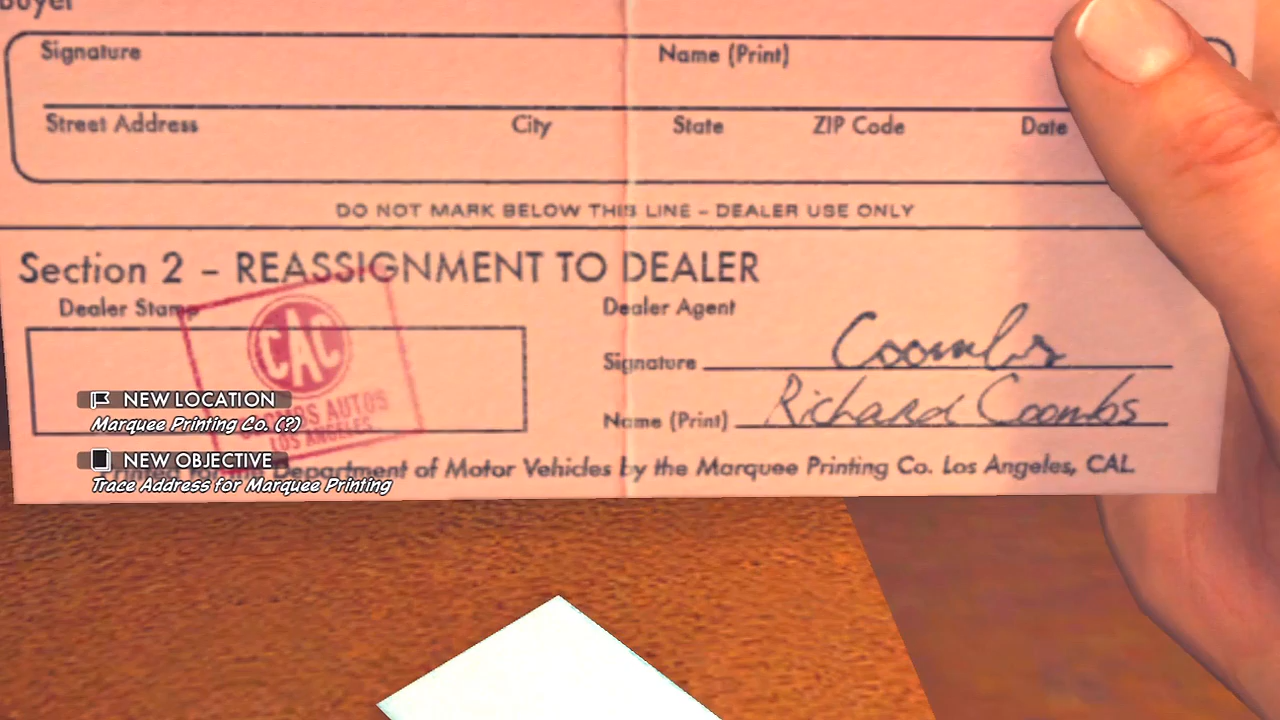 Buyer
Signature
Name (Print)
Street Address City State ZIP Code Date
DO NOT MARK BELOW THIS LINE – DEALER USE ONLY
Section 2 – REASSIGNMENT TO DEALER
Dealer Stamp
CAC
AUTOS
LOS ANGELES
Dealer Agent
Signature Coombs
Name (Print) Richard Coombs
NEW LOCATION
Marquee Printing Co. (?)
NEW OBJECTIVE
Trace Address for Marquee Printing
Printed for the Department of Motor Vehicles by the Marquee Printing Co. Los Angeles, CAL.